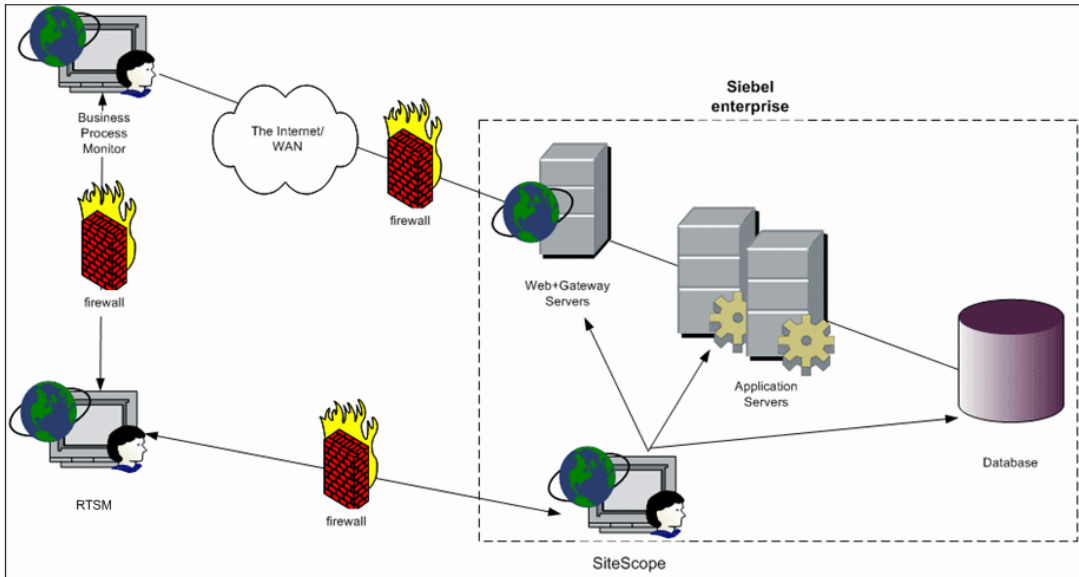 Siebel
enterprise
Business
Process
Monitor
The Internet/
WAN
firewall
firewall
Web+Gateway
Servers
Application
Servers
Database
RTSM
firewall
SiteScope